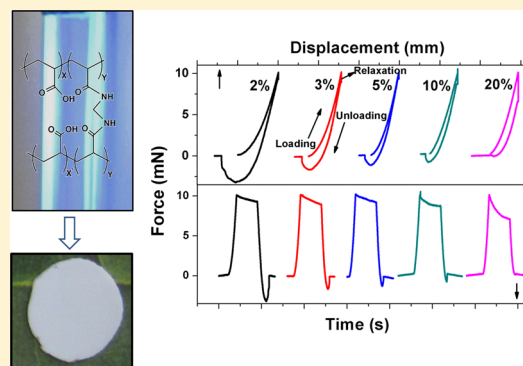 Displacement (mm)
Force (mN)
10
5
0
2% 3% 5% 10% 20%
Relaxation
Loading
Unloading
10
5
0
Time (s)
X Y
O OH O NH
O OH O NH
X Y